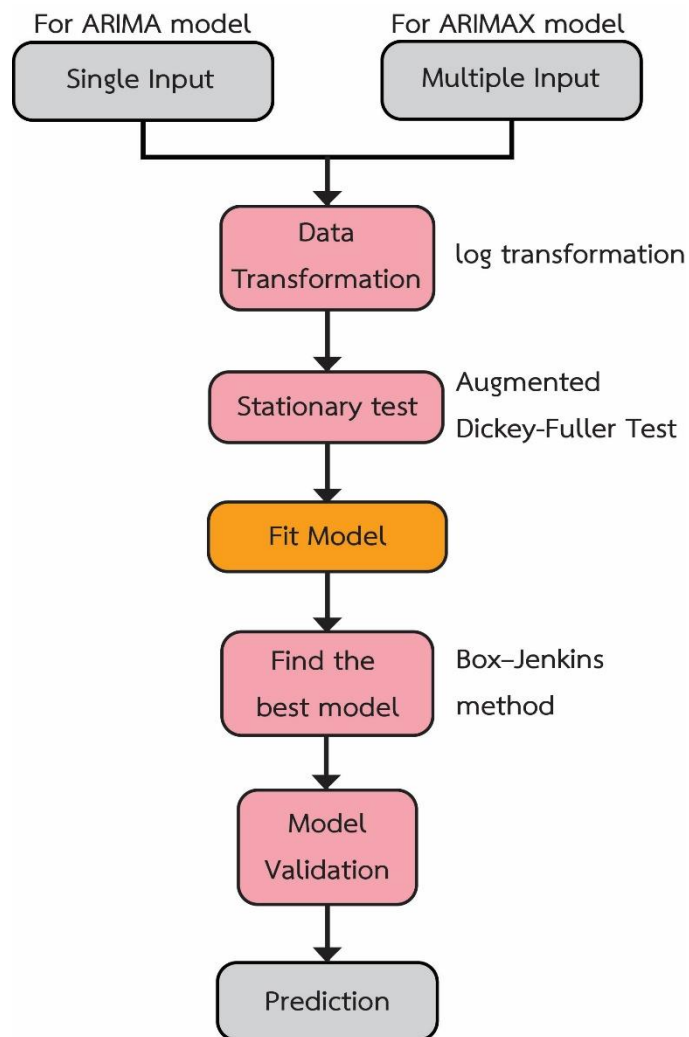 For ARIMA model
For ARIMAX model
Single Input
Multiple Input
Data
Transformation
log transformation
Stationary test
Augmented
Dickey-Fuller Test
Fit Model
Find the
best model
Box–Jenkins
method
Model
Validation
Prediction